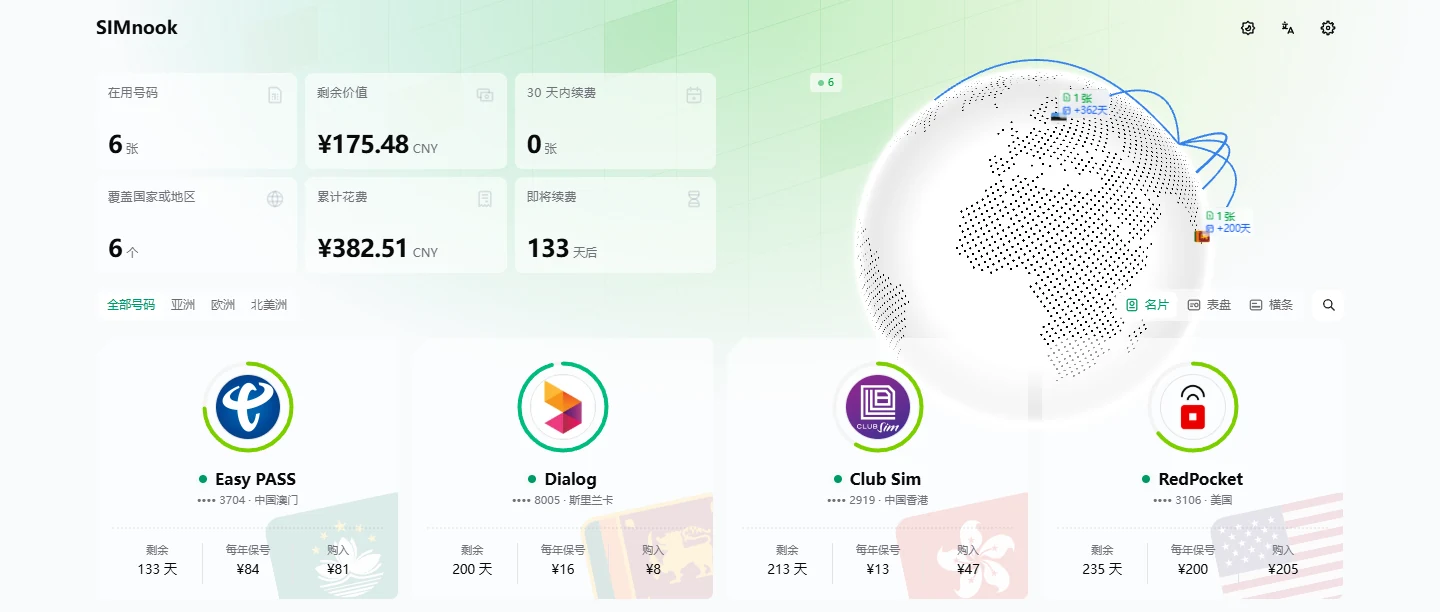 SIMnook
在用号码
6 张
剩余价值
¥175.48 CNY
30 天内续费
0 张
6
1 张
+362天
覆盖国家或地区
6 个
累计花费
¥382.51 CNY
即将续费
133 天后
1 张
+200天
全部号码 亚洲 欧洲 北美洲
名片 表盘 横条
CLUB Sim
Easy PASS
•••• 3704 · 中国澳门
剩余 每年保号 购入
133 天 ¥84 ¥81
Dialog
•••• 8005 · 斯里兰卡
剩余 每年保号 购入
200 天 ¥16 ¥8
Club Sim
•••• 2919 · 中国香港
剩余 每年保号 购入
213 天 ¥13 ¥47
RedPocket
•••• 3106 · 美国
剩余 每年保号 购入
235 天 ¥200 ¥205